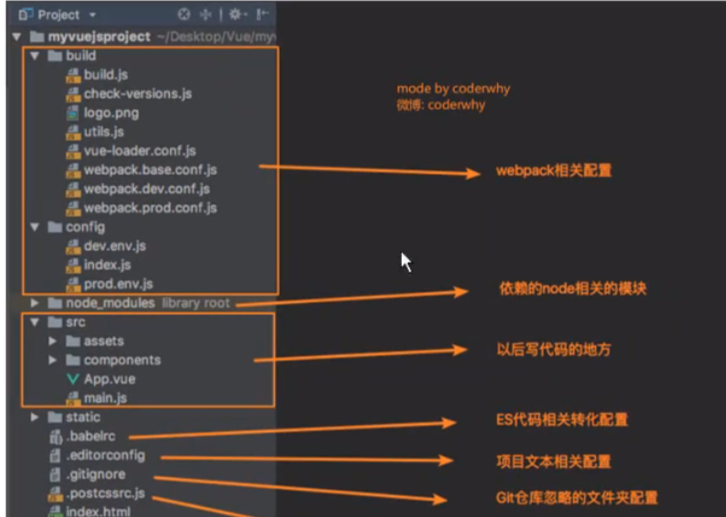 Project
myvuejsproject ~/Desktop/Vue/myv
build
build.js
check-versions.js
logo.png
utils.js
vue-loader.conf.js
webpack.base.conf.js
webpack.dev.conf.js
webpack.prod.conf.js
config
dev.env.js
index.js
prod.env.js
node_modules library root
src
assets
components
App.vue
main.js
static
.babelrc
.editorconfig
.gitignore
.postcssrc.js
index.html
mode by coderwhy
微博: coderwhy
webpack相关配置
依赖的node相关的模块
以后写代码的地方
ES代码相关转化配置
项目文本相关配置
Git仓库忽略的文件夹配置